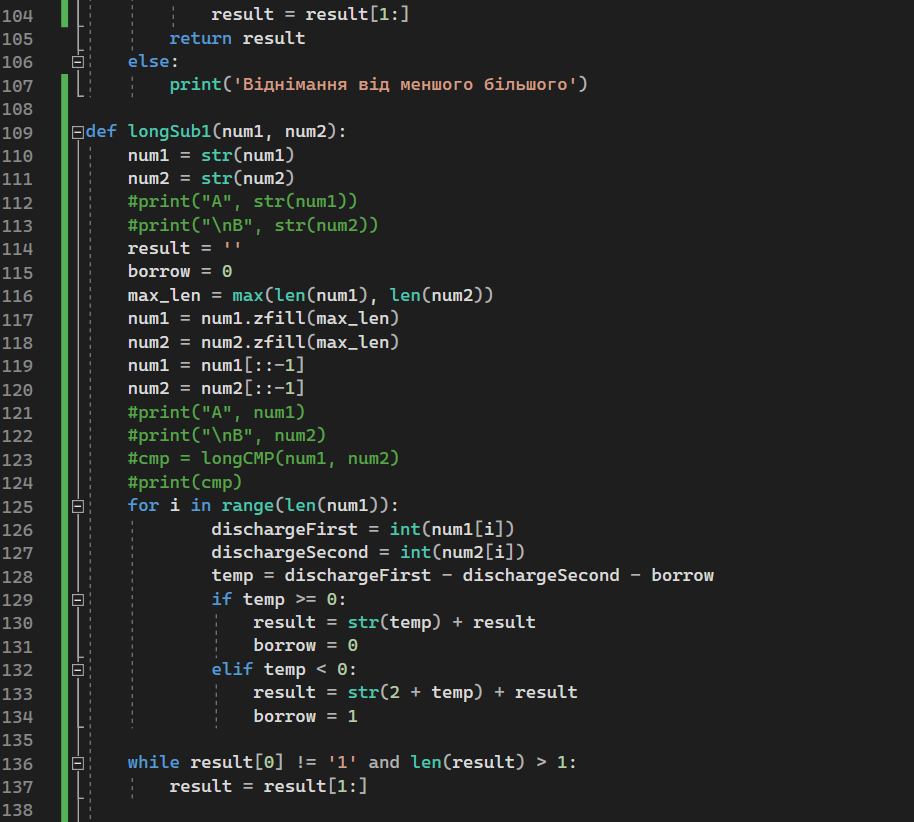 104                 result = result[1:]
105             return result
106         else:
107             print('Віднімання від меншого більшого')
108
109 def longSub1(num1, num2):
110     num1 = str(num1)
111     num2 = str(num2)
112     #print("A", str(num1))
113     #print("\nB", str(num2))
114     result = ''
115     borrow = 0
116     max_len = max(len(num1), len(num2))
117     num1 = num1.zfill(max_len)
118     num2 = num2.zfill(max_len)
119     num1 = num1[::-1]
120     num2 = num2[::-1]
121     #print("A", num1)
122     #print("\nB", num2)
123     #cmp = longCMP(num1, num2)
124     #print(cmp)
125     for i in range(len(num1)):
126             dischargeFirst = int(num1[i])
127             dischargeSecond = int(num2[i])
128             temp = dischargeFirst - dischargeSecond - borrow
129             if temp >= 0:
130                 result = str(temp) + result
131                 borrow = 0
132             elif temp < 0:
133                 result = str(2 + temp) + result
134                 borrow = 1
135
136     while result[0] != '1' and len(result) > 1:
137         result = result[1:]
138